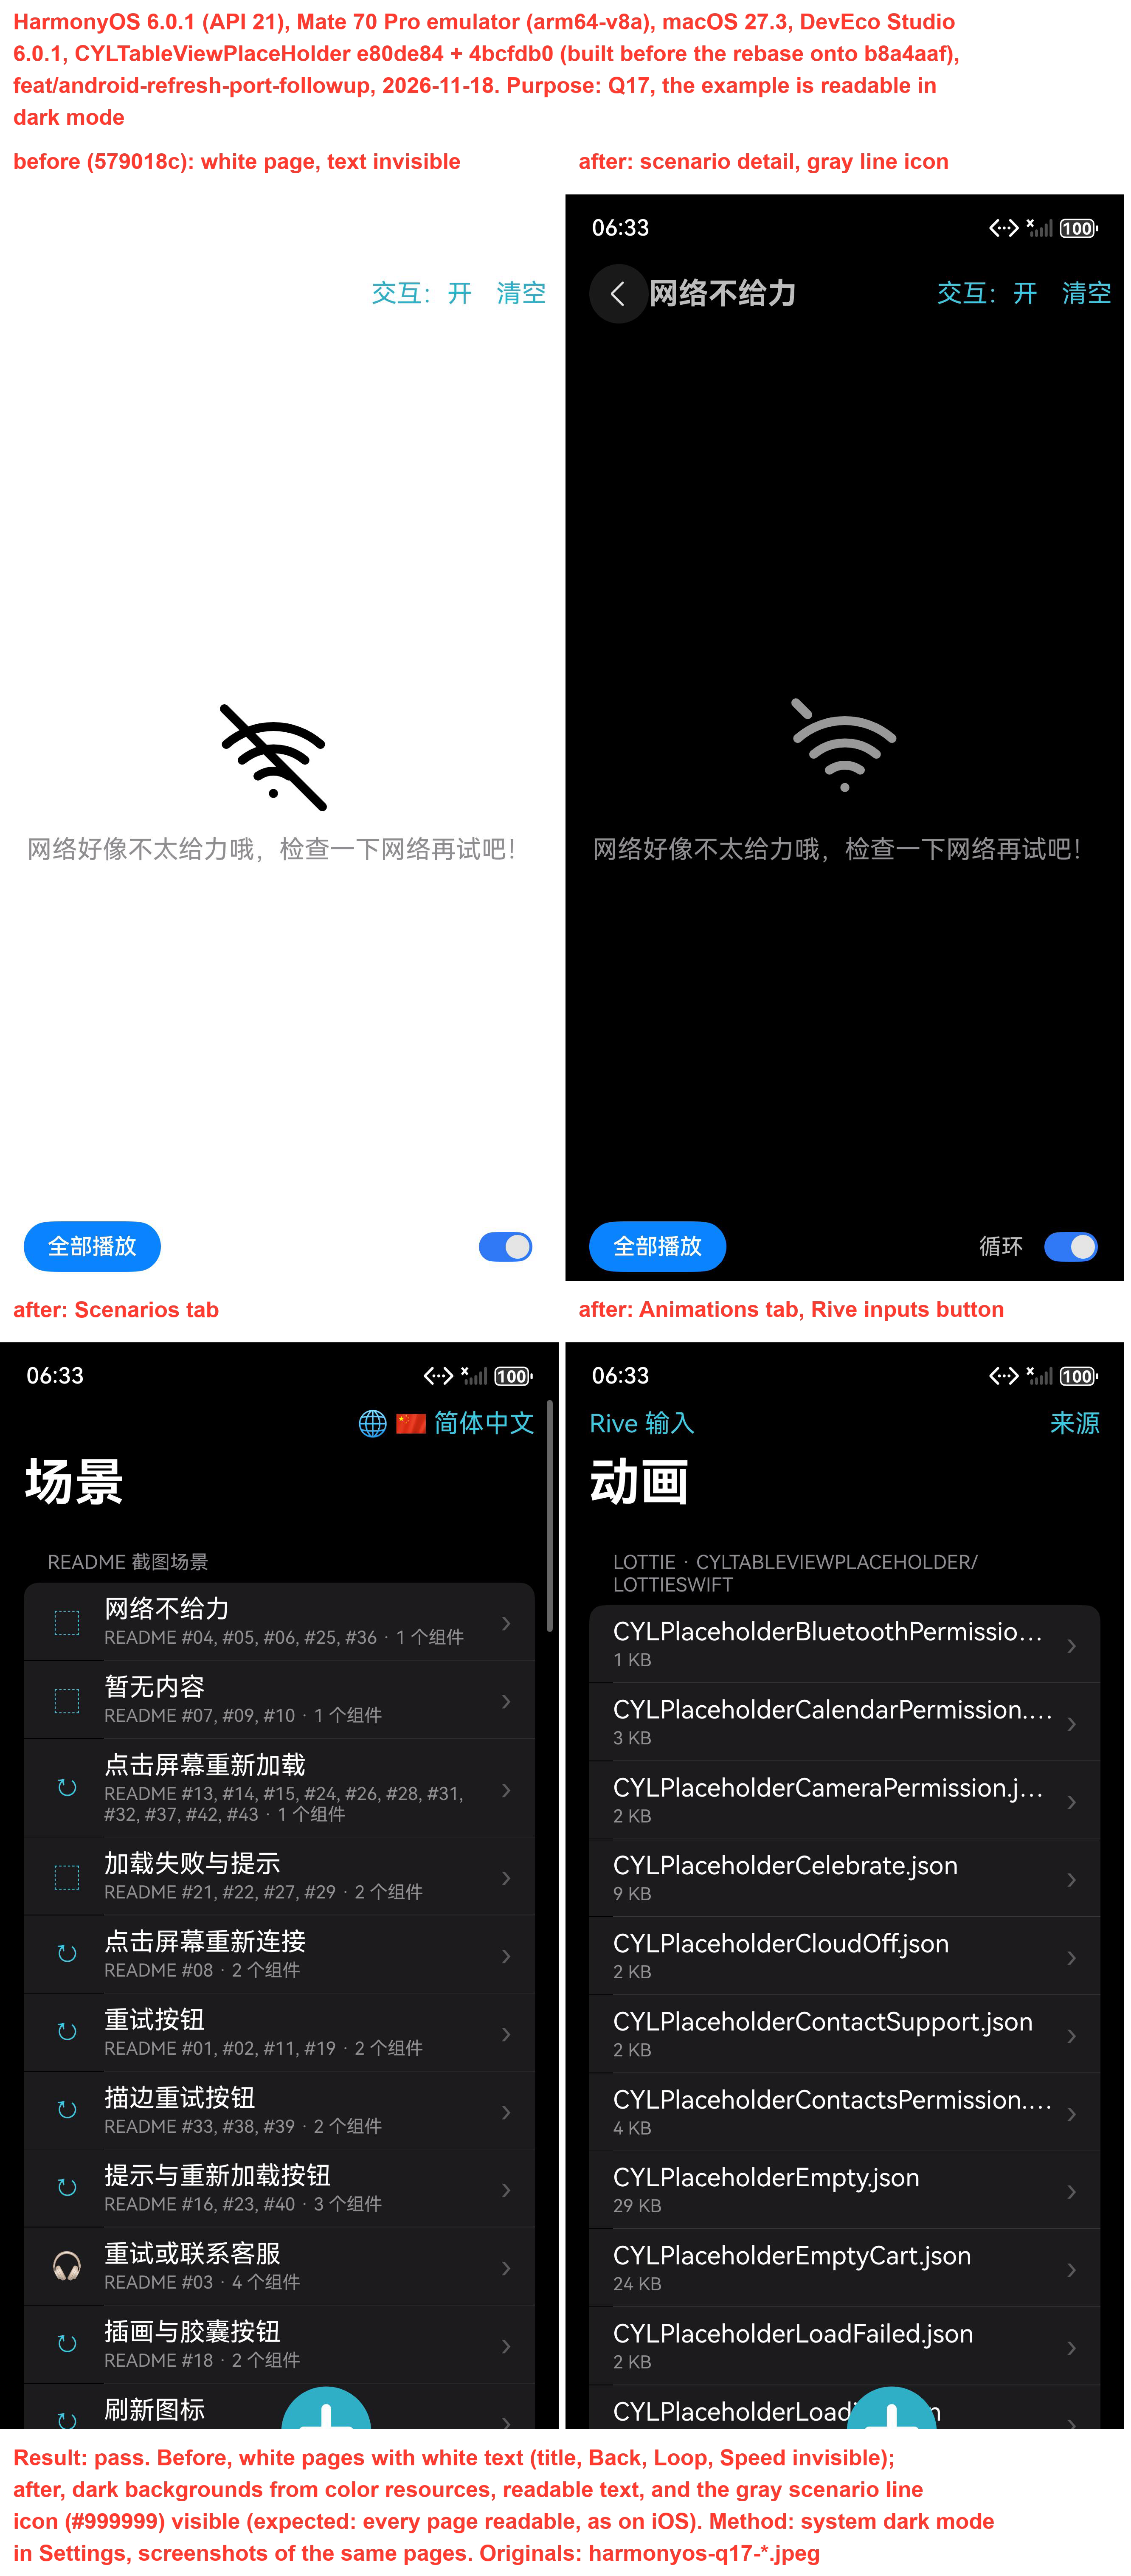 HarmonyOS 6.0.1 (API 21), Mate 70 Pro emulator (arm64-v8a), macOS 27.3, DevEco Studio
6.0.1, CYLTableViewPlaceHolder e80de84 + 4bcfdb0 (built before the rebase onto b8a4aaf),
feat/android-refresh-port-followup, 2026-11-18. Purpose: Q17, the example is readable in
dark mode
before (579018c): white page, text invisible
交互：开 清空
网络好像不太给力哦，检查一下网络再试吧！
全部播放
after: scenario detail, gray line icon
06:33
100
网络不给力
交互：开 清空
网络好像不太给力哦，检查一下网络再试吧！
全部播放
循环
after: Scenarios tab
06:33
100
简体中文
场景
README 截图场景
网络不给力
README #04, #05, #06, #25, #36 · 1 个组件
暂无内容
README #07, #09, #10 · 1 个组件
点击屏幕重新加载
README #13, #14, #15, #24, #26, #28, #31,
#32, #37, #42, #43 · 1 个组件
加载失败与提示
README #21, #22, #27, #29 · 2 个组件
点击屏幕重新连接
README #08 · 2 个组件
重试按钮
README #01, #02, #11, #19 · 2 个组件
描边重试按钮
README #33, #38, #39 · 2 个组件
提示与重新加载按钮
README #16, #23, #40 · 3 个组件
重试或联系客服
README #03 · 4 个组件
插画与胶囊按钮
README #18 · 2 个组件
刷新图标
after: Animations tab, Rive inputs button
06:33
100
Rive 输入
来源
动画
LOTTIE · CYLTABLEVIEWPLACEHOLDER/
LOTTIESWIFT
CYLPlaceholderBluetoothPermissio...
1 KB
CYLPlaceholderCalendarPermission....
3 KB
CYLPlaceholderCameraPermission.j...
2 KB
CYLPlaceholderCelebrate.json
9 KB
CYLPlaceholderCloudOff.json
2 KB
CYLPlaceholderContactSupport.json
2 KB
CYLPlaceholderContactsPermission....
4 KB
CYLPlaceholderEmpty.json
29 KB
CYLPlaceholderEmptyCart.json
24 KB
CYLPlaceholderLoadFailed.json
2 KB
Result: pass. Before, white pages with white text (title, Back, Loop, Speed invisible);
after, dark backgrounds from color resources, readable text, and the gray scenario line
icon (#999999) visible (expected: every page readable, as on iOS). Method: system dark mode
in Settings, screenshots of the same pages. Originals: harmonyos-q17-*.jpeg